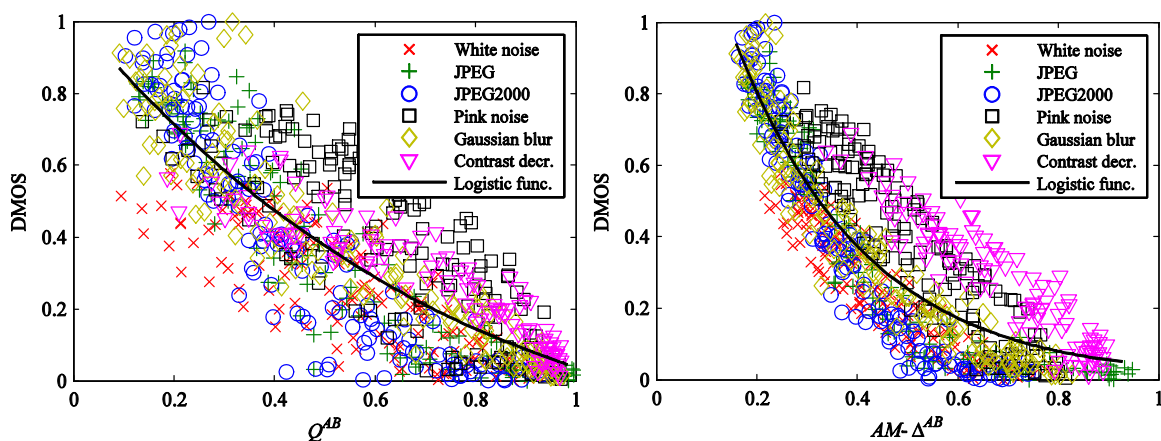 1
0.8
0.6
0.4
0.2
0
DMOS
0 0.2 0.4 0.6 0.8 1
Q^{AB}
White noise
JPEG
JPEG2000
Pink noise
Gaussian blur
Contrast decr.
Logistic func.
1
0.8
0.6
0.4
0.2
0
DMOS
0 0.2 0.4 0.6 0.8 1
AM- Δ^{AB}
White noise
JPEG
JPEG2000
Pink noise
Gaussian blur
Contrast decr.
Logistic func.